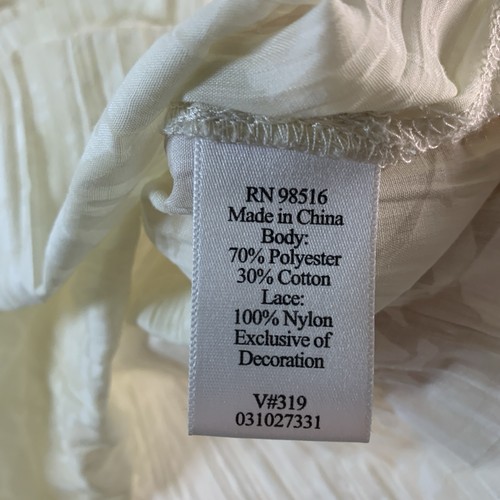 RN 98516
Made in China
Body:
70% Polyester
30% Cotton
Lace:
100% Nylon
Exclusive of
Decoration
V#319
031027331